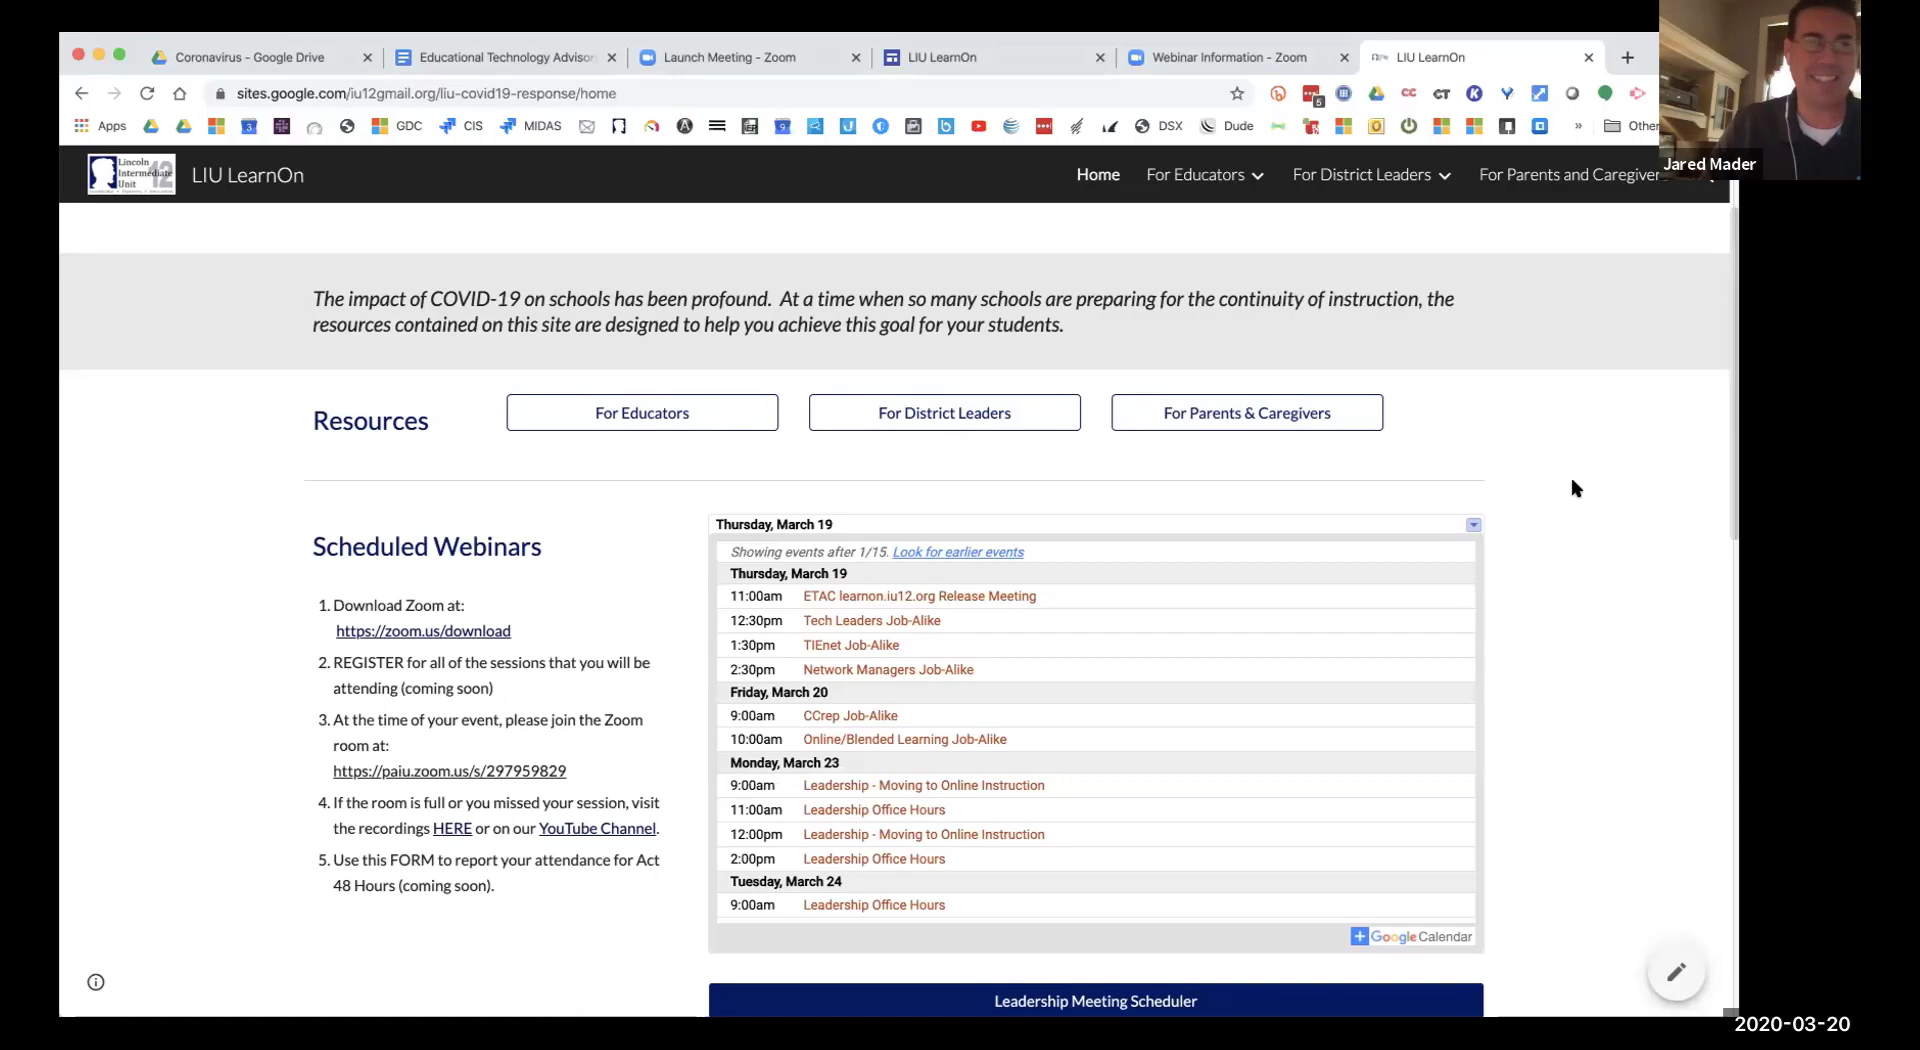 Coronavirus - Google Drive
Educational Technology Advisor
Launch Meeting - Zoom
LIU LearnOn
Webinar Information - Zoom
LIU LearnOn
sites.google.com/iu12gmail.org/liu-covid19-response/home
Apps
GDC
CIS
MIDAS
DSX
Dude
Other
Jared Mader
Lincoln
Intermediate
Unit
12
LIU LearnOn
Home
For Educators
For District Leaders
For Parents and Caregiver
The impact of COVID-19 on schools has been profound. At a time when so many schools are preparing for the continuity of instruction, the
resources contained on this site are designed to help you achieve this goal for your students.
Resources
For Educators
For District Leaders
For Parents & Caregivers
Scheduled Webinars
1. Download Zoom at:
https://zoom.us/download
2. REGISTER for all of the sessions that you will be
attending (coming soon)
3. At the time of your event, please join the Zoom
room at:
https://paiu.zoom.us/s/297959829
4. If the room is full or you missed your session, visit
the recordings HERE or on our YouTube Channel.
5. Use this FORM to report your attendance for Act
48 Hours (coming soon).
Thursday, March 19
Showing events after 1/15. Look for earlier events
Thursday, March 19
11:00am ETAC learnon.iu12.org Release Meeting
12:30pm Tech Leaders Job-Alike
1:30pm TIEnet Job-Alike
2:30pm Network Managers Job-Alike
Friday, March 20
9:00am CCrep Job-Alike
10:00am Online/Blended Learning Job-Alike
Monday, March 23
9:00am Leadership - Moving to Online Instruction
11:00am Leadership Office Hours
12:00pm Leadership - Moving to Online Instruction
2:00pm Leadership Office Hours
Tuesday, March 24
9:00am Leadership Office Hours
Google Calendar
Leadership Meeting Scheduler
2020-03-20